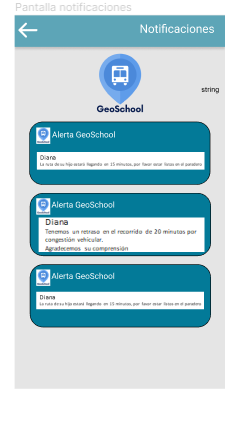 Pantalla notificaciones
Notificaciones
GeoSchool
string
Alerta GeoSchool
Diana
La ruta de su hijo estará llegando en 15 minutos, por favor estar listos en el paradero
Alerta GeoSchool
Diana
Tenemos un retraso en el recorrido de 20 minutos por
congestión vehicular.
Agradecemos su comprensión
Alerta GeoSchool
Diana
La ruta de su hijo estará llegando en 15 minutos, por favor estar listos en el paradero